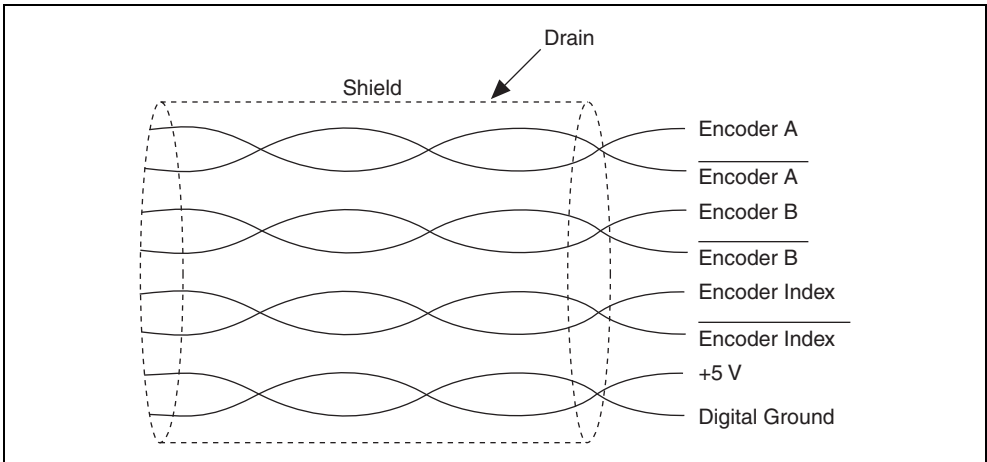 Drain
Shield
Encoder A
Encoder A
Encoder B
Encoder B
Encoder Index
Encoder Index
+5 V
Digital Ground